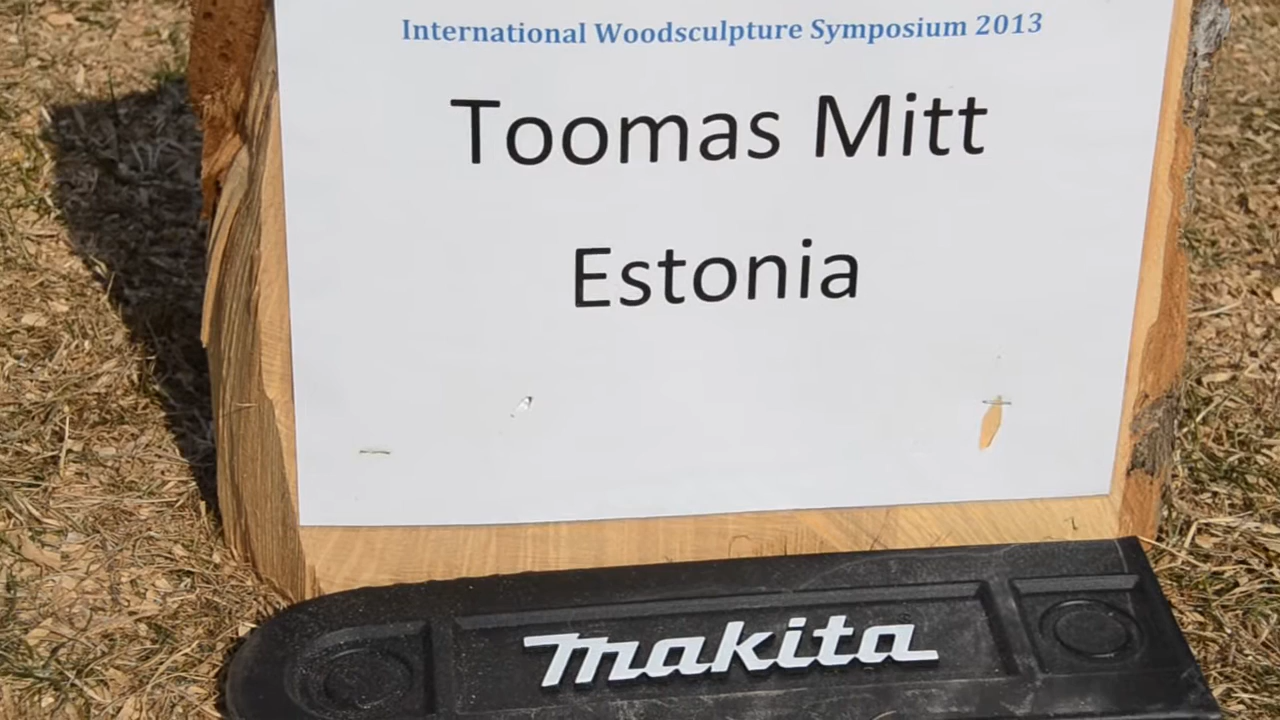 International Woodsculpture Symposium 2013
Toomas Mitt
Estonia
makita